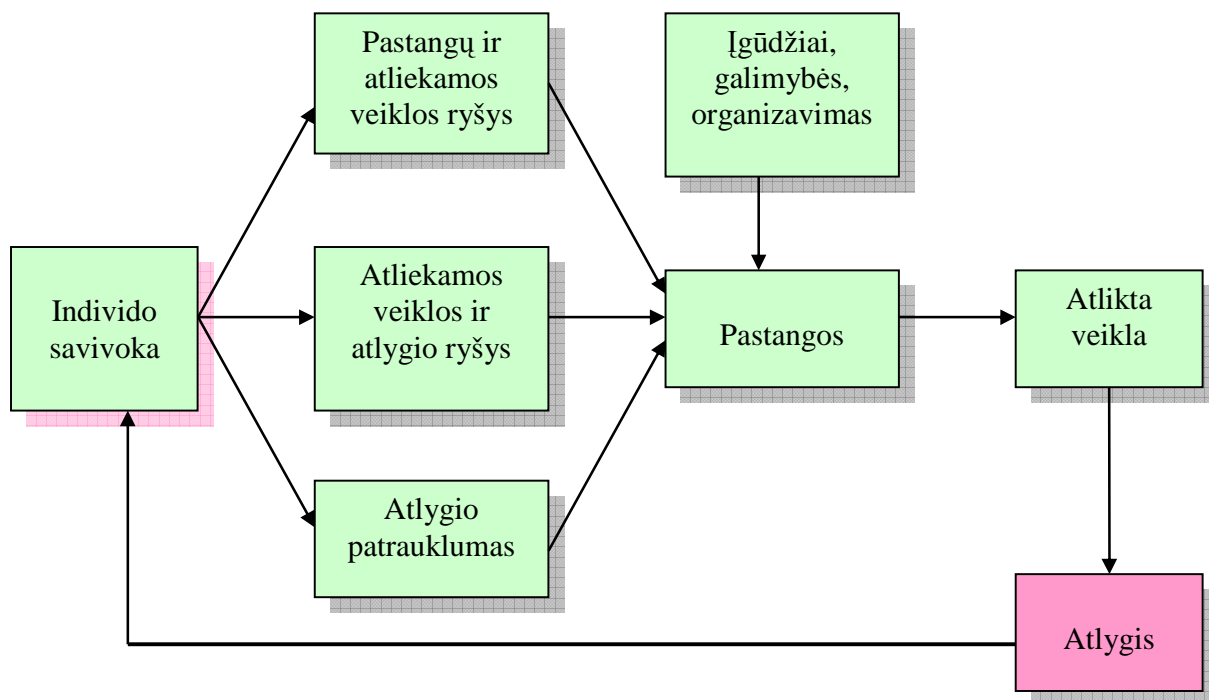 Pastangų ir
atliekamos
veiklos ryšys
Įgūdžiai,
galimybės,
organizavimas
Individo
savivoka
Atliekamos
veiklos ir
atlygio ryšys
Pastangos
Atlikta
veikla
Atlygio
patrauklumas
Atlygis